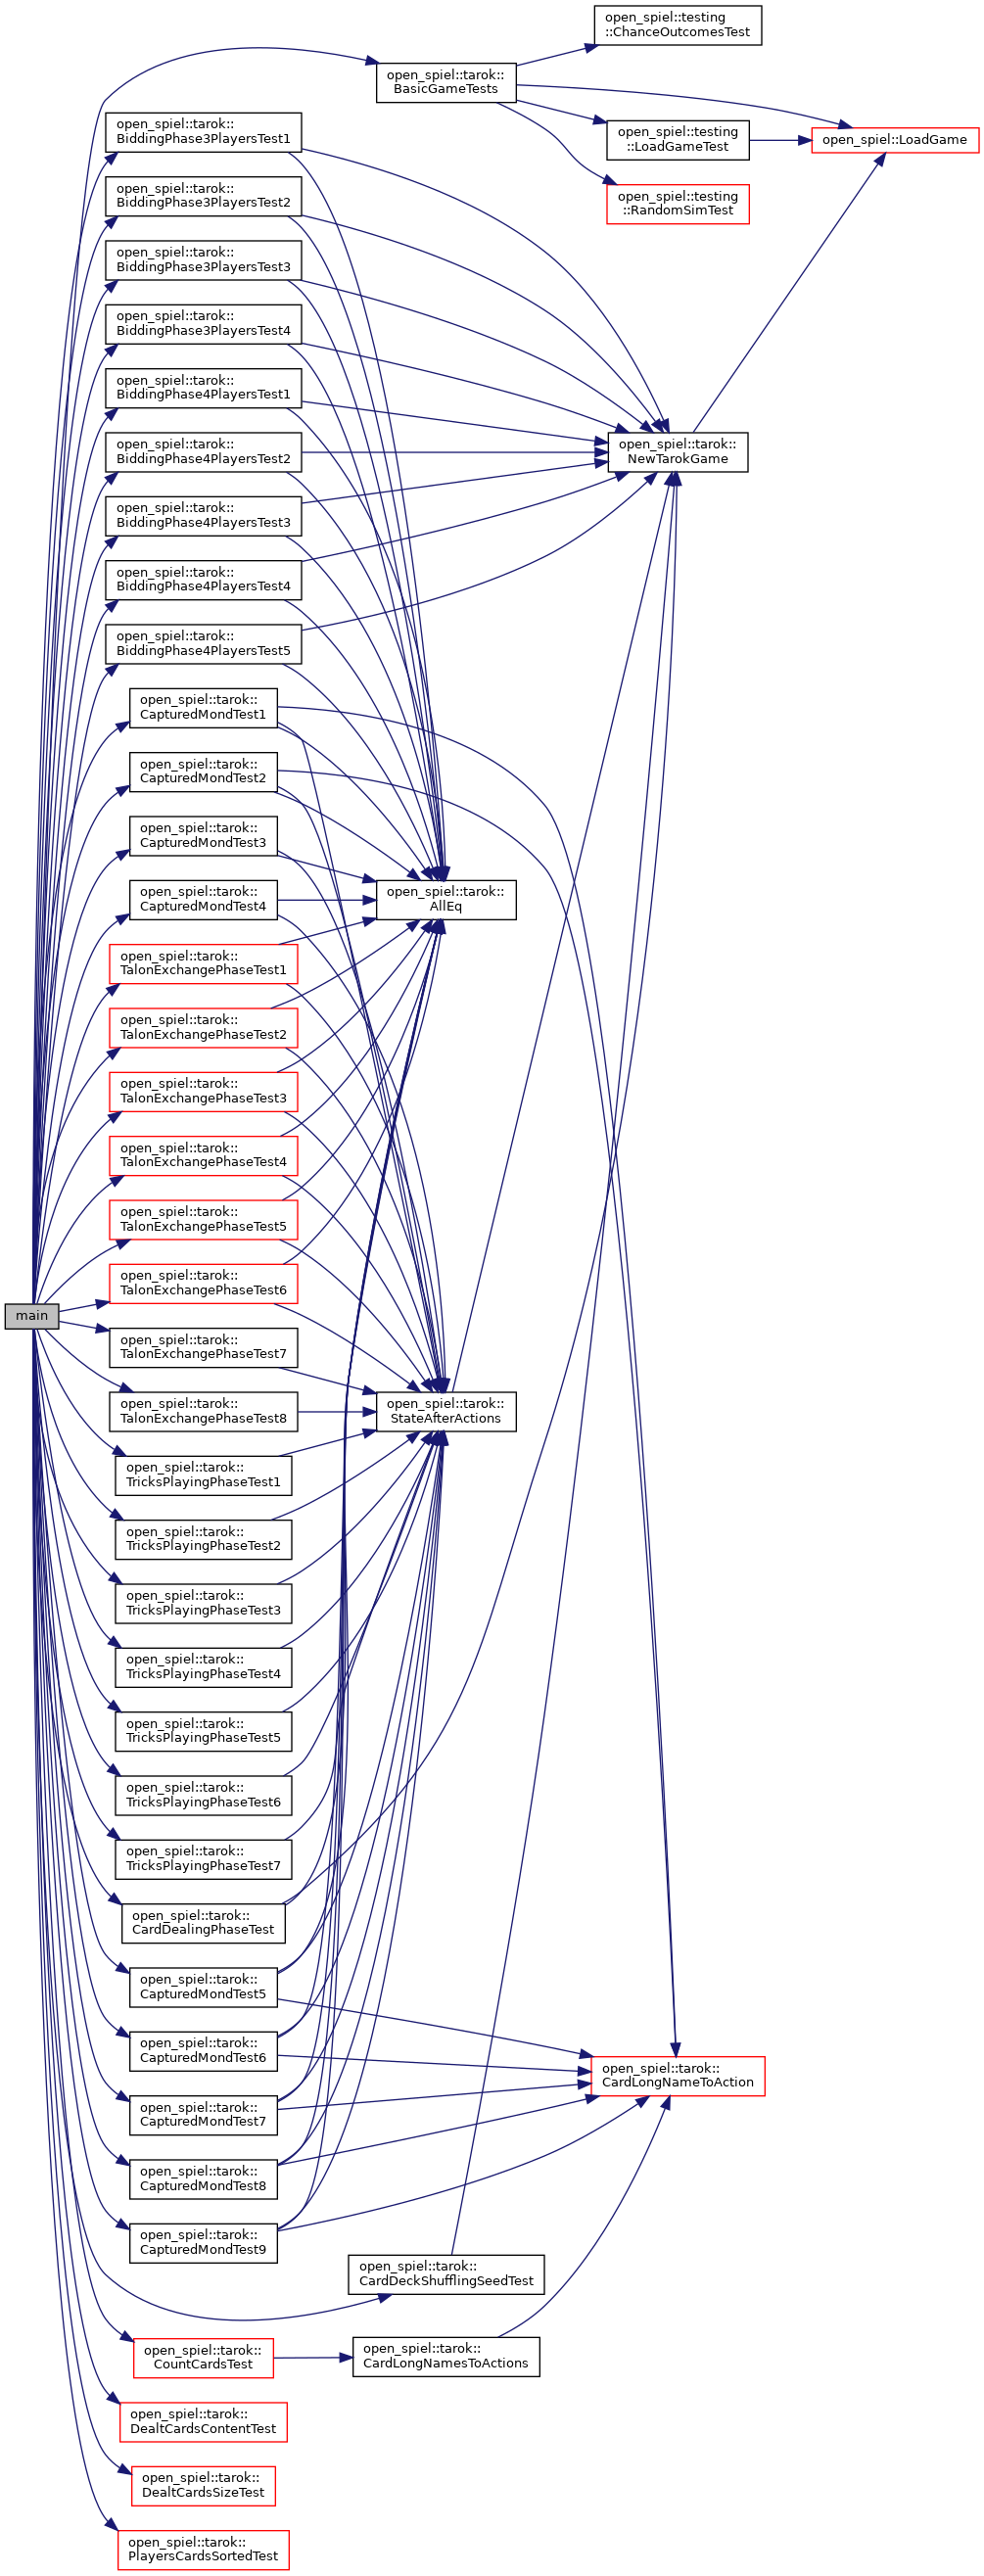 open_spiel::testing
::ChanceOutcomesTest
open_spiel::tarok::
BasicGameTests
open_spiel::tarok::
BiddingPhase3PlayersTest1
open_spiel::testing
::LoadGameTest
open_spiel::LoadGame
open_spiel::tarok::
BiddingPhase3PlayersTest2
open_spiel::testing
::RandomSimTest
open_spiel::tarok::
BiddingPhase3PlayersTest3
open_spiel::tarok::
BiddingPhase3PlayersTest4
open_spiel::tarok::
BiddingPhase4PlayersTest1
open_spiel::tarok::
BiddingPhase4PlayersTest2
open_spiel::tarok::
NewTarokGame
open_spiel::tarok::
BiddingPhase4PlayersTest3
open_spiel::tarok::
BiddingPhase4PlayersTest4
open_spiel::tarok::
BiddingPhase4PlayersTest5
open_spiel::tarok::
CapturedMondTest1
open_spiel::tarok::
CapturedMondTest2
open_spiel::tarok::
CapturedMondTest3
open_spiel::tarok::
CapturedMondTest4
open_spiel::tarok::
AllEq
open_spiel::tarok::
TalonExchangePhaseTest1
open_spiel::tarok::
TalonExchangePhaseTest2
open_spiel::tarok::
TalonExchangePhaseTest3
open_spiel::tarok::
TalonExchangePhaseTest4
open_spiel::tarok::
TalonExchangePhaseTest5
open_spiel::tarok::
TalonExchangePhaseTest6
main
open_spiel::tarok::
TalonExchangePhaseTest7
open_spiel::tarok::
TalonExchangePhaseTest8
open_spiel::tarok::
StateAfterActions
open_spiel::tarok::
TricksPlayingPhaseTest1
open_spiel::tarok::
TricksPlayingPhaseTest2
open_spiel::tarok::
TricksPlayingPhaseTest3
open_spiel::tarok::
TricksPlayingPhaseTest4
open_spiel::tarok::
TricksPlayingPhaseTest5
open_spiel::tarok::
TricksPlayingPhaseTest6
open_spiel::tarok::
TricksPlayingPhaseTest7
open_spiel::tarok::
CardDealingPhaseTest
open_spiel::tarok::
CapturedMondTest5
open_spiel::tarok::
CapturedMondTest6
open_spiel::tarok::
CardLongNameToAction
open_spiel::tarok::
CapturedMondTest7
open_spiel::tarok::
CapturedMondTest8
open_spiel::tarok::
CapturedMondTest9
open_spiel::tarok::
CardDeckShufflingSeedTest
open_spiel::tarok::
CountCardsTest
open_spiel::tarok::
CardLongNamesToActions
open_spiel::tarok::
DealtCardsContentTest
open_spiel::tarok::
DealtCardsSizeTest
open_spiel::tarok::
PlayersCardsSortedTest